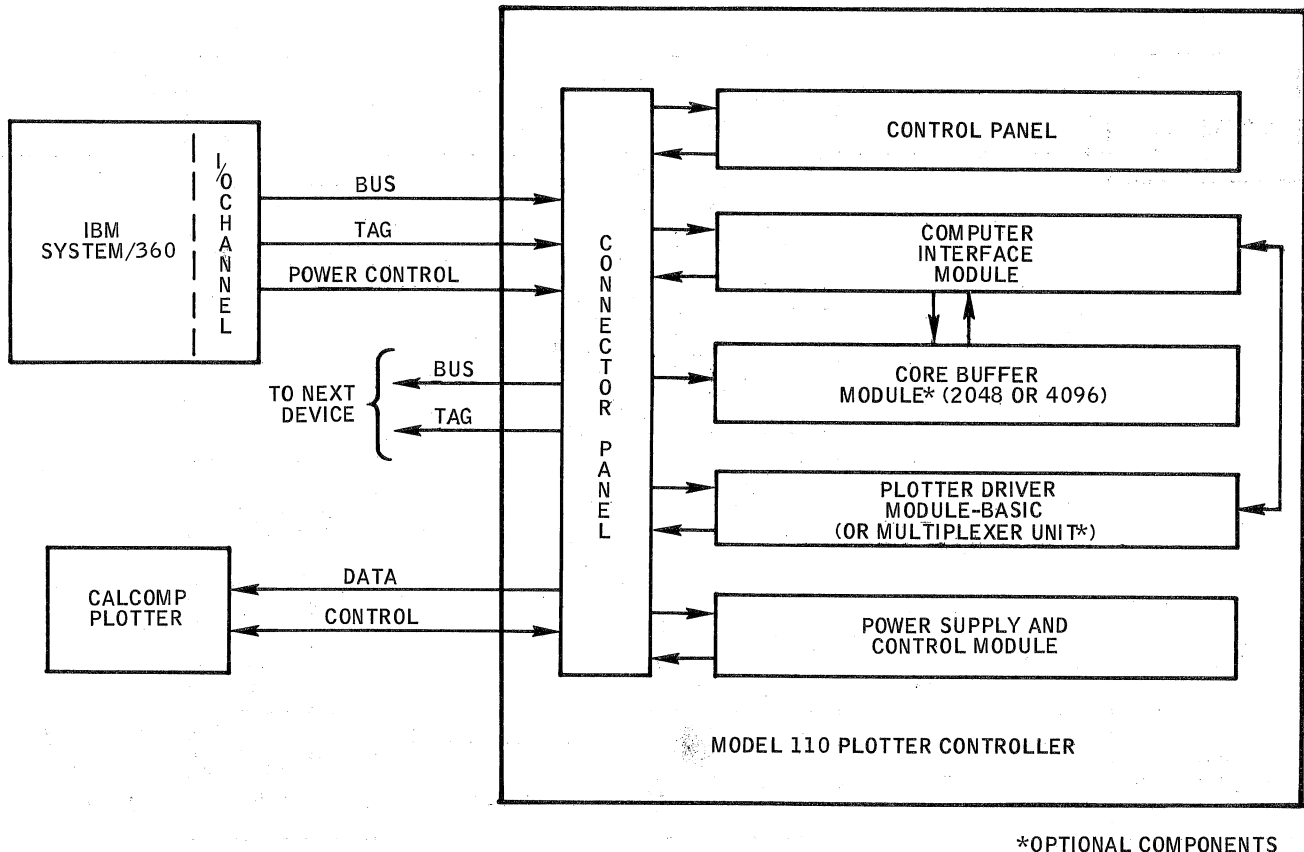 IBM
SYSTEM/360
I/O CHANNEL
BUS
TAG
POWER CONTROL
TO NEXT
DEVICE
BUS
TAG
CALCOMP
PLOTTER
DATA
CONTROL
CONNECTOR PANEL
CONTROL PANEL
COMPUTER
INTERFACE
MODULE
CORE BUFFER
MODULE* (2048 OR 4096)
PLOTTER DRIVER
MODULE-BASIC
(OR MULTIPLEXER UNIT*)
POWER SUPPLY AND
CONTROL MODULE
MODEL 110 PLOTTER CONTROLLER
*OPTIONAL COMPONENTS